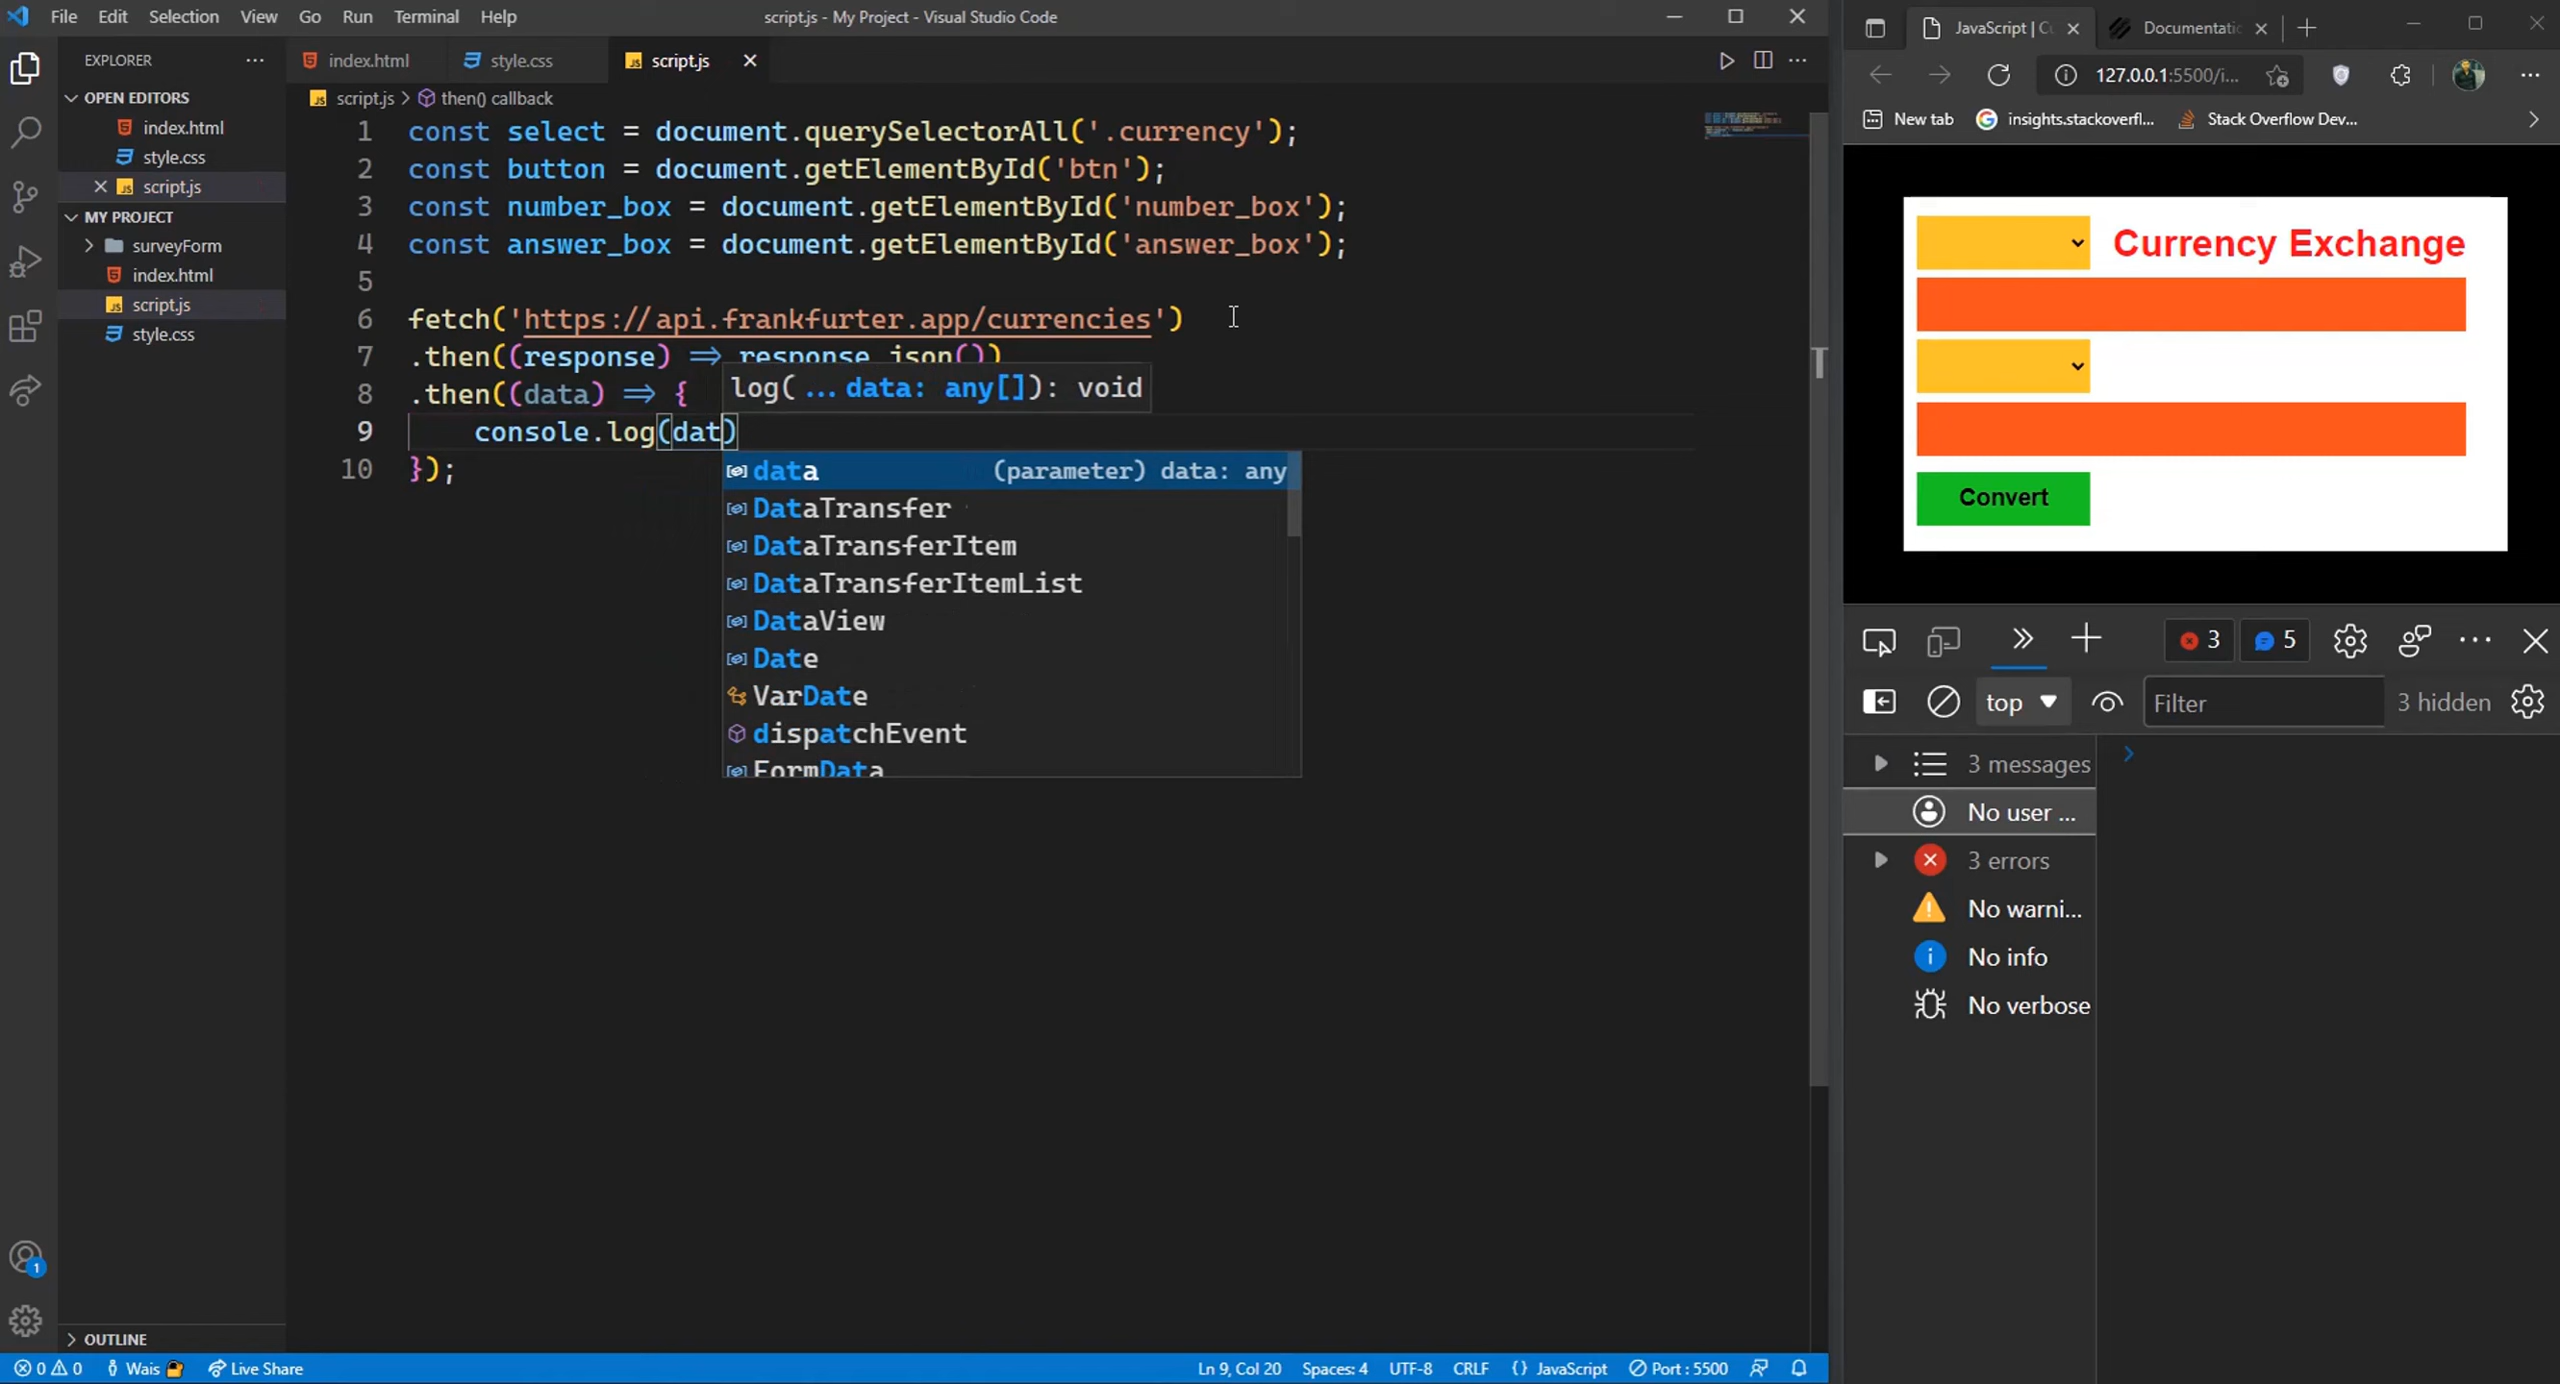 File Edit Selection View Go Run Terminal Help
script.js - My Project - Visual Studio Code
EXPLORER
OPEN EDITORS
index.html
style.css
script.js
MY PROJECT
surveyForm
index.html
script.js
style.css
OUTLINE
index.html style.css script.js
script.js > then() callback
1 const select = document.querySelectorAll('.currency');
2 const button = document.getElementById('btn');
3 const number_box = document.getElementById('number_box');
4 const answer_box = document.getElementById('answer_box');
5
6 fetch('https://api.frankfurter.app/currencies')
7 .then((response) => response.json())
8 .then((data) => {
9 console.log(dat)
10 });
log(...data: any[]): void
data (parameter) data: any
DataTransfer
DataTransferItem
DataTransferItemList
DataView
Date
VarDate
dispatchEvent
FormData
0 0 Wais Live Share
Ln 9, Col 20 Spaces: 4 UTF-8 CRLF {} JavaScript Port : 5500
1
JavaScript | Cu Documentatic
127.0.0.1:5500/i...
New tab insights.stackoverfl... Stack Overflow Dev...
Currency Exchange
Convert
3 5
top Filter 3 hidden
3 messages
No user ...
3 errors
No warni...
No info
No verbose